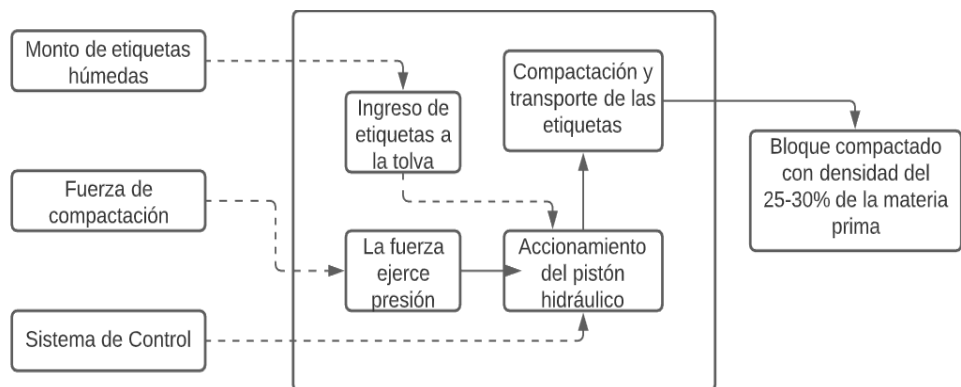 Monto de etiquetas
húmedas
Fuerza de
compactación
Sistema de Control
Ingreso de
etiquetas a
la tolva
La fuerza
ejerce
presión
Compactación y
transporte de las
etiquetas
Accionamiento
del pistón
hidráulico
Bloque compactado
con densidad del
25-30% de la materia
prima